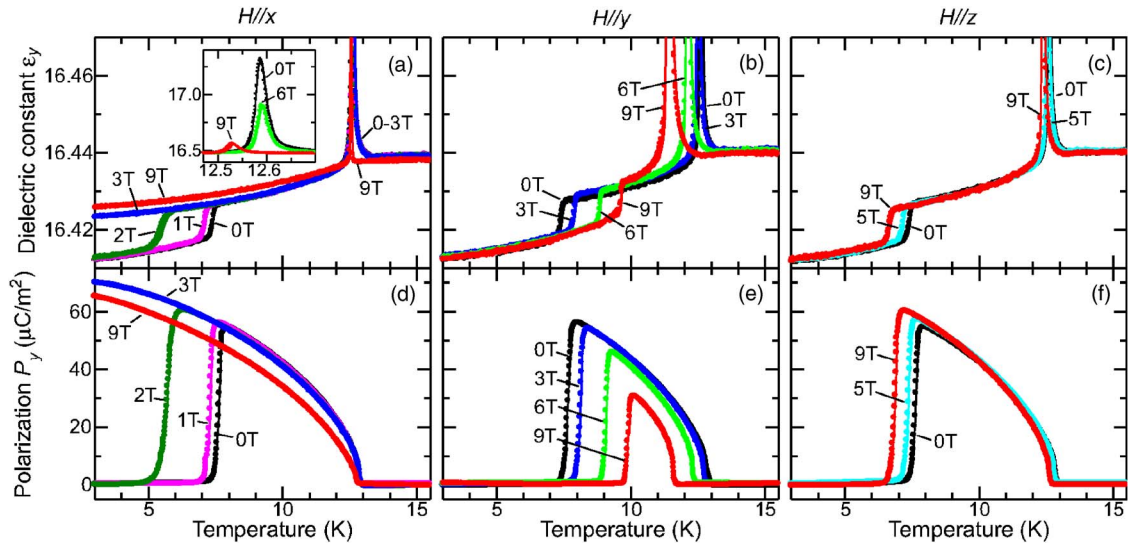 H//x
H//y
H//z
Dielectric constant εy
16.46
16.44
16.42
(a)
17.0
16.5
12.5
12.6
0T
6T
9T
0-3T
9T
9T
3T
2T
1T
0T
(b)
6T
9T
0T
3T
0T
3T
9T
6T
(c)
9T
0T
5T
9T
5T
0T
Polarization Py (μC/m²)
60
40
20
0
(d)
3T
9T
2T
1T
0T
(e)
0T
3T
6T
9T
(f)
9T
5T
0T
5 10 15
5 10 15
5 10 15
Temperature (K)
Temperature (K)
Temperature (K)